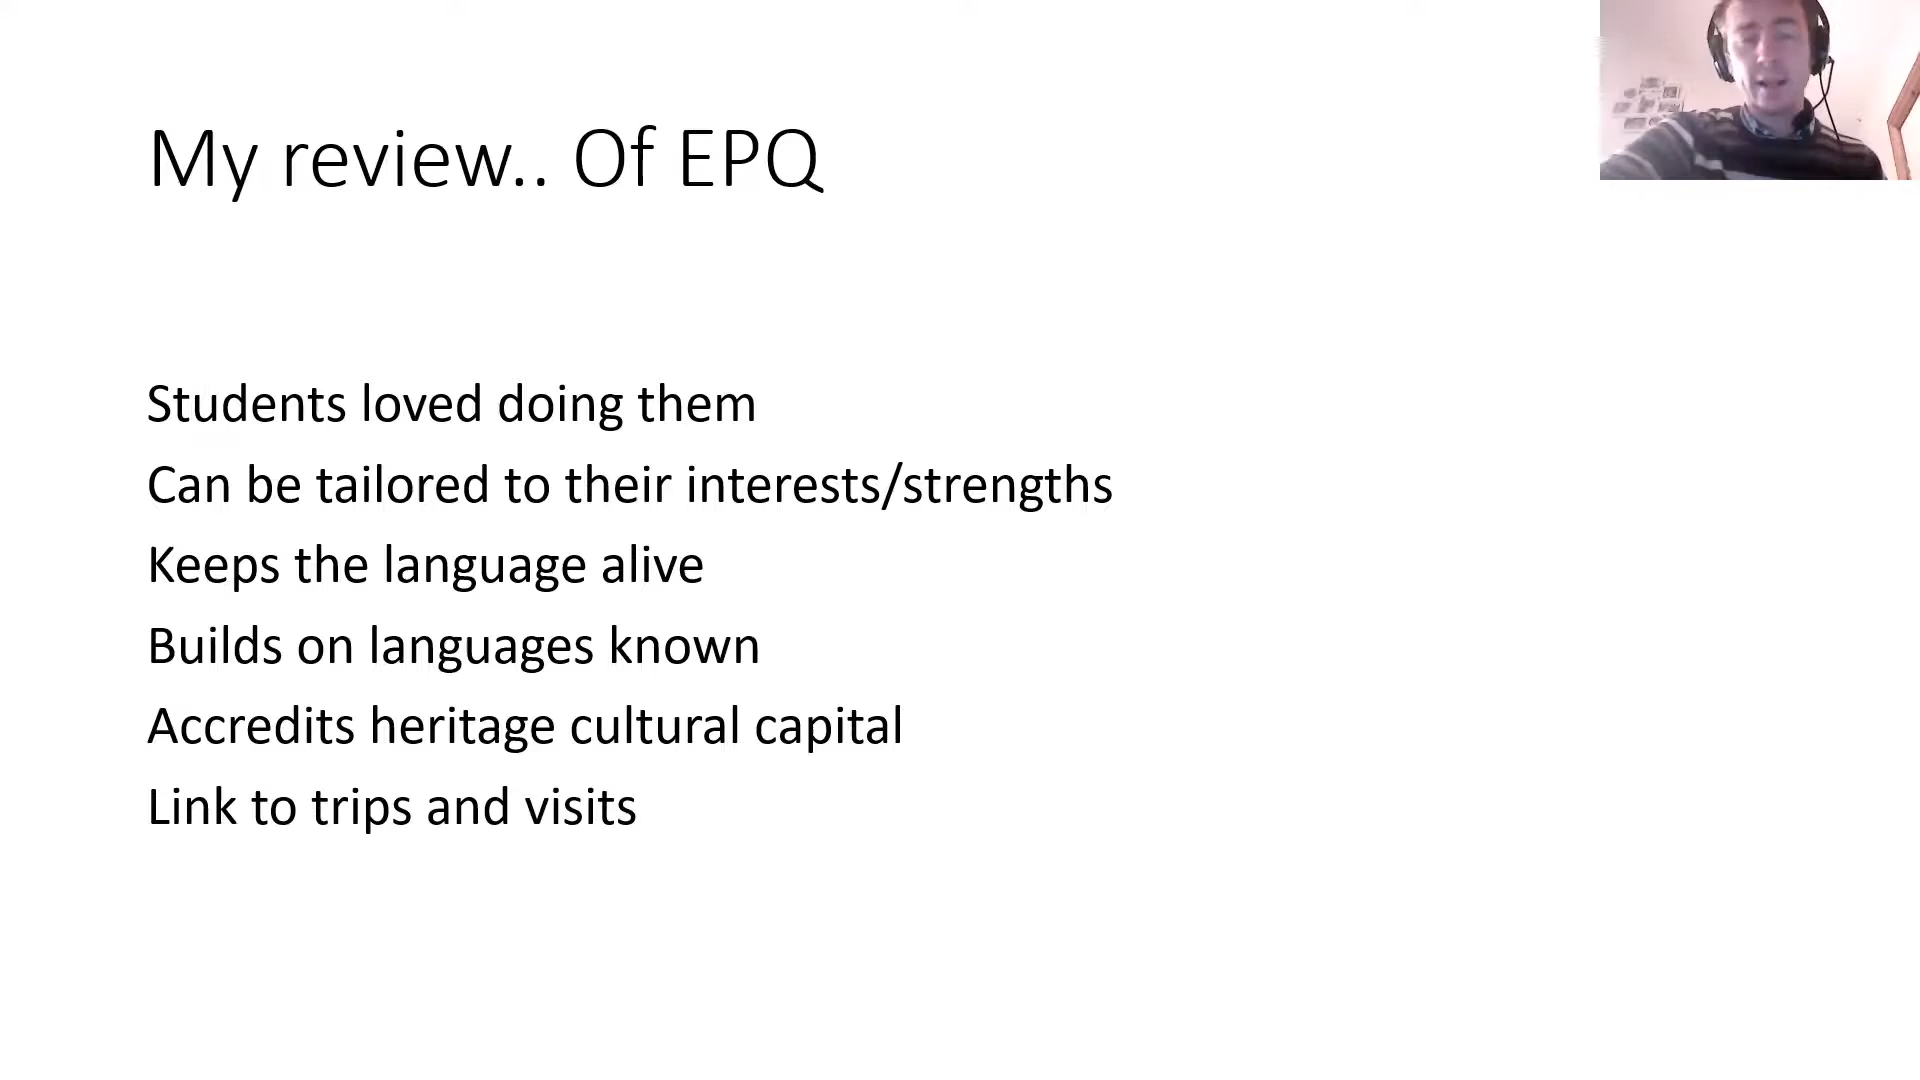 My review.. Of EPQ
Students loved doing them
Can be tailored to their interests/strengths
Keeps the language alive
Builds on languages known
Accredits heritage cultural capital
Link to trips and visits